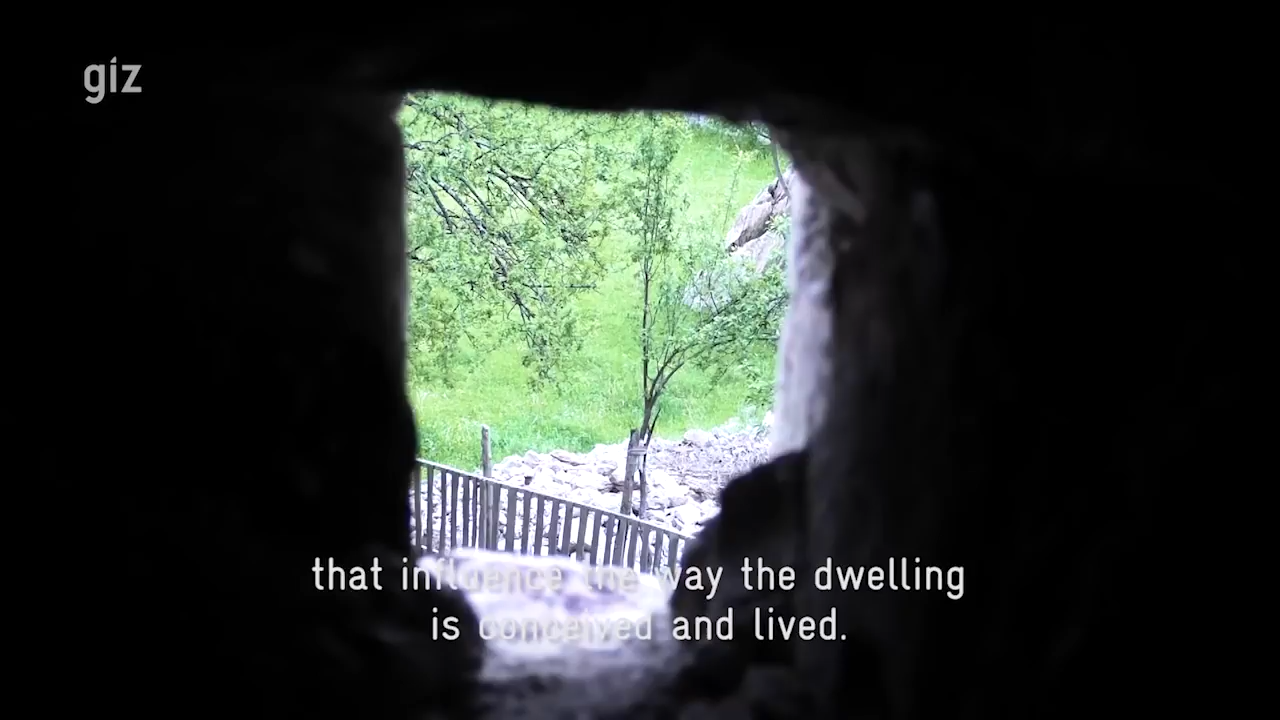 giz
that influence the way the dwelling
is conceived and lived.